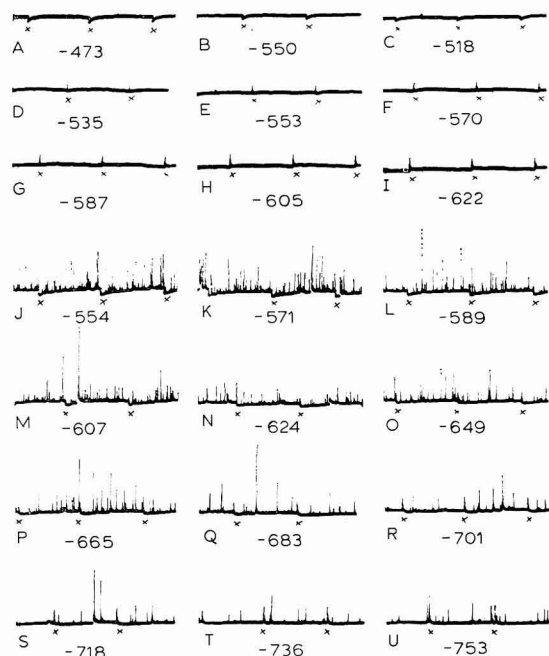 A -473 B -550 C -518
D -535 E -553 F -570
G -587 H -605 I -622
J -554 K -571 L -589
M -607 N -624 O -649
P -665 Q -683 R -701
S -718 T -736 U -753